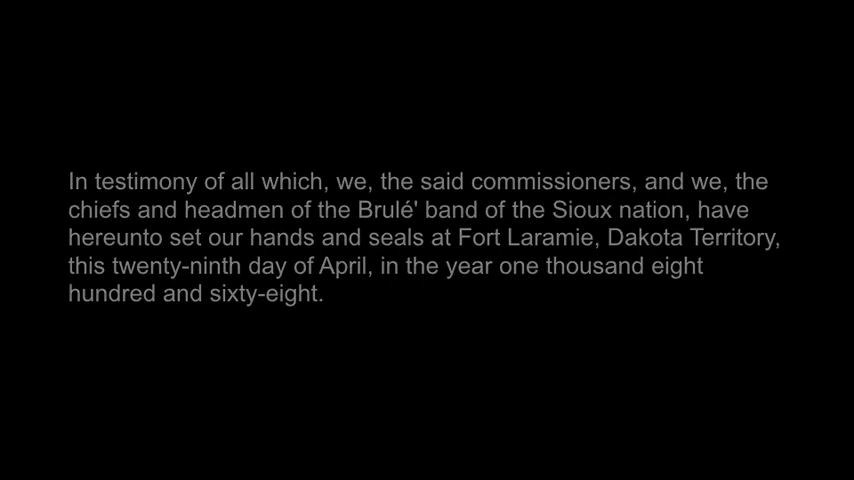 In testimony of all which, we, the said commissioners, and we, the
chiefs and headmen of the Brulé' band of the Sioux nation, have
hereunto set our hands and seals at Fort Laramie, Dakota Territory,
this twenty-ninth day of April, in the year one thousand eight
hundred and sixty-eight.